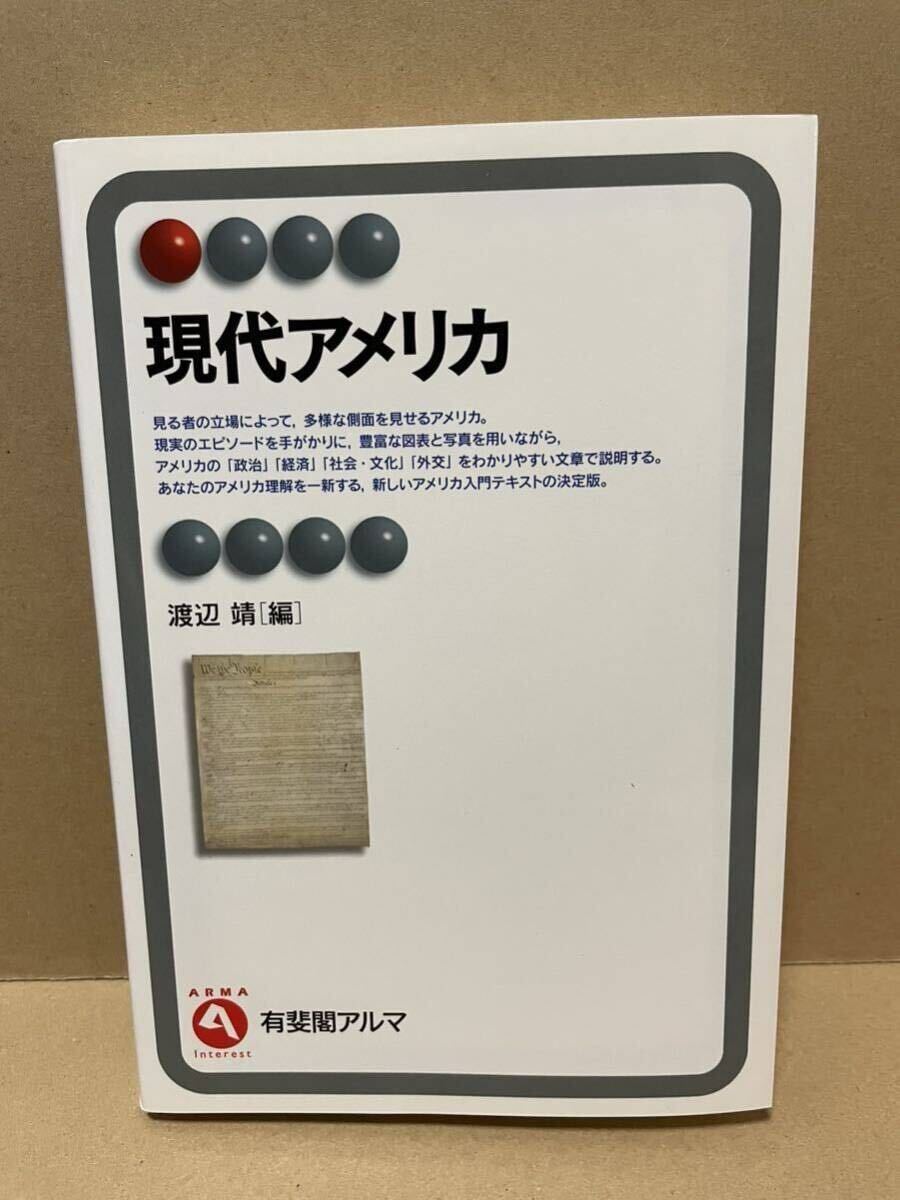 現代アメリカ
見る者の立場によって，多様な側面を見せるアメリカ。
現実のエピソードを手がかりに，豊富な図表と写真を用いながら，
アメリカの「政治」「経済」「社会・文化」「外交」をわかりやすい文章で説明する。
あなたのアメリカ理解を一新する，新しいアメリカ入門テキストの決定版。
渡辺 靖[編]
We the People
ARMA
有斐閣アルマ
Interest